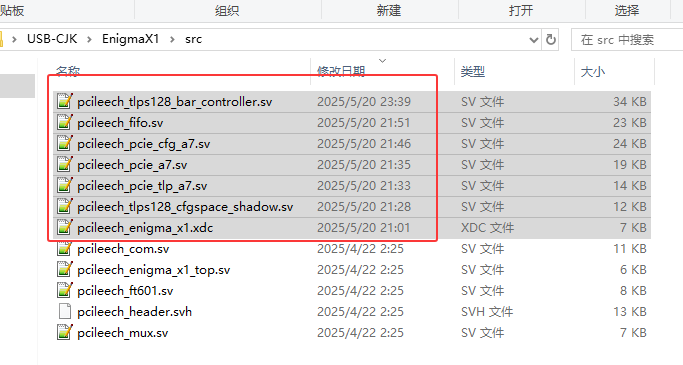 贴板 组织 新建 打开 选择
USB-CJK > EnigmaX1 > src 在 src 中搜索
名称 修改日期 类型 大小
pcileech_tlps128_bar_controller.sv 2025/5/20 23:39 SV 文件 34 KB
pcileech_fifo.sv 2025/5/20 21:51 SV 文件 23 KB
pcileech_pcie_cfg_a7.sv 2025/5/20 21:46 SV 文件 24 KB
pcileech_pcie_a7.sv 2025/5/20 21:35 SV 文件 19 KB
pcileech_pcie_tlp_a7.sv 2025/5/20 21:33 SV 文件 14 KB
pcileech_tlps128_cfgspace_shadow.sv 2025/5/20 21:28 SV 文件 12 KB
pcileech_enigma_x1.xdc 2025/5/20 21:01 XDC 文件 7 KB
pcileech_com.sv 2025/4/22 2:25 SV 文件 11 KB
pcileech_enigma_x1_top.sv 2025/4/22 2:25 SV 文件 6 KB
pcileech_ft601.sv 2025/4/22 2:25 SV 文件 8 KB
pcileech_header.svh 2025/4/22 2:25 SVH 文件 13 KB
pcileech_mux.sv 2025/4/22 2:25 SV 文件 7 KB